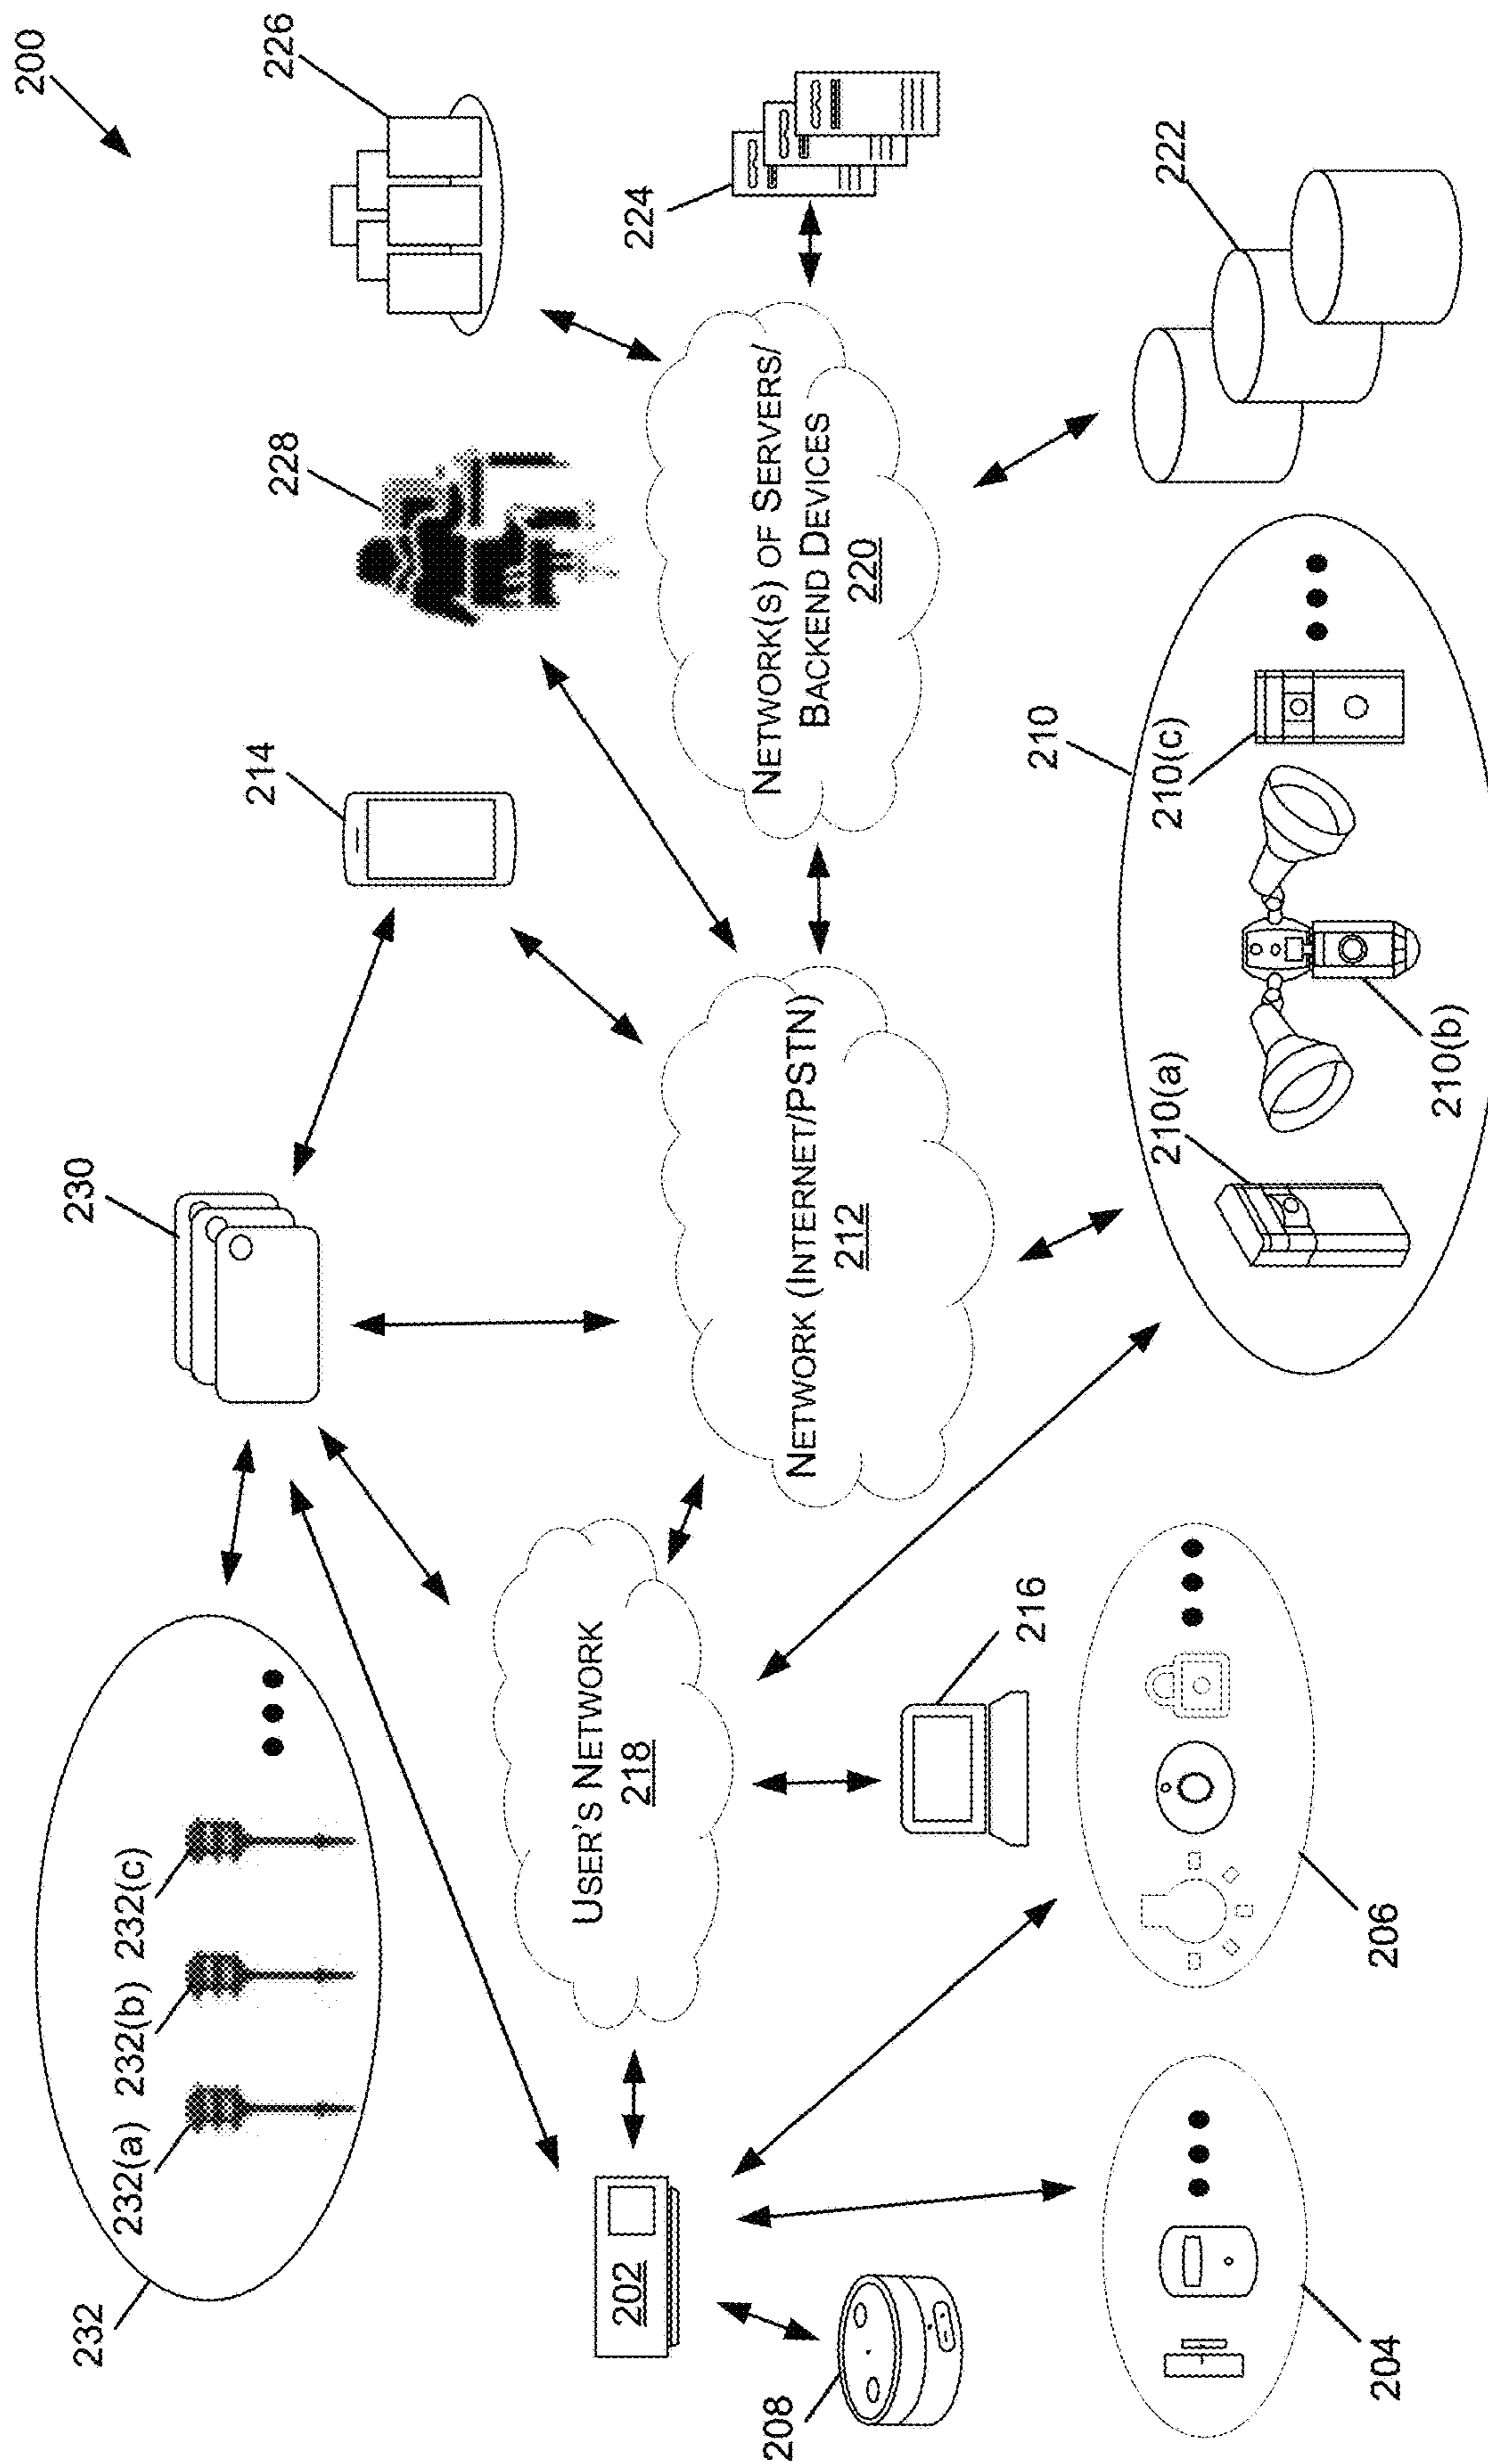 200
232
232(a) 232(b) 232(c)
230
214
228
226
224
202
USER'S NETWORK
218
NETWORK (INTERNET/PSTN)
212
NETWORK(S) OF SERVERS/
BACKEND DEVICES
220
208
216
204
206
210
210(a)
210(b)
210(c)
222